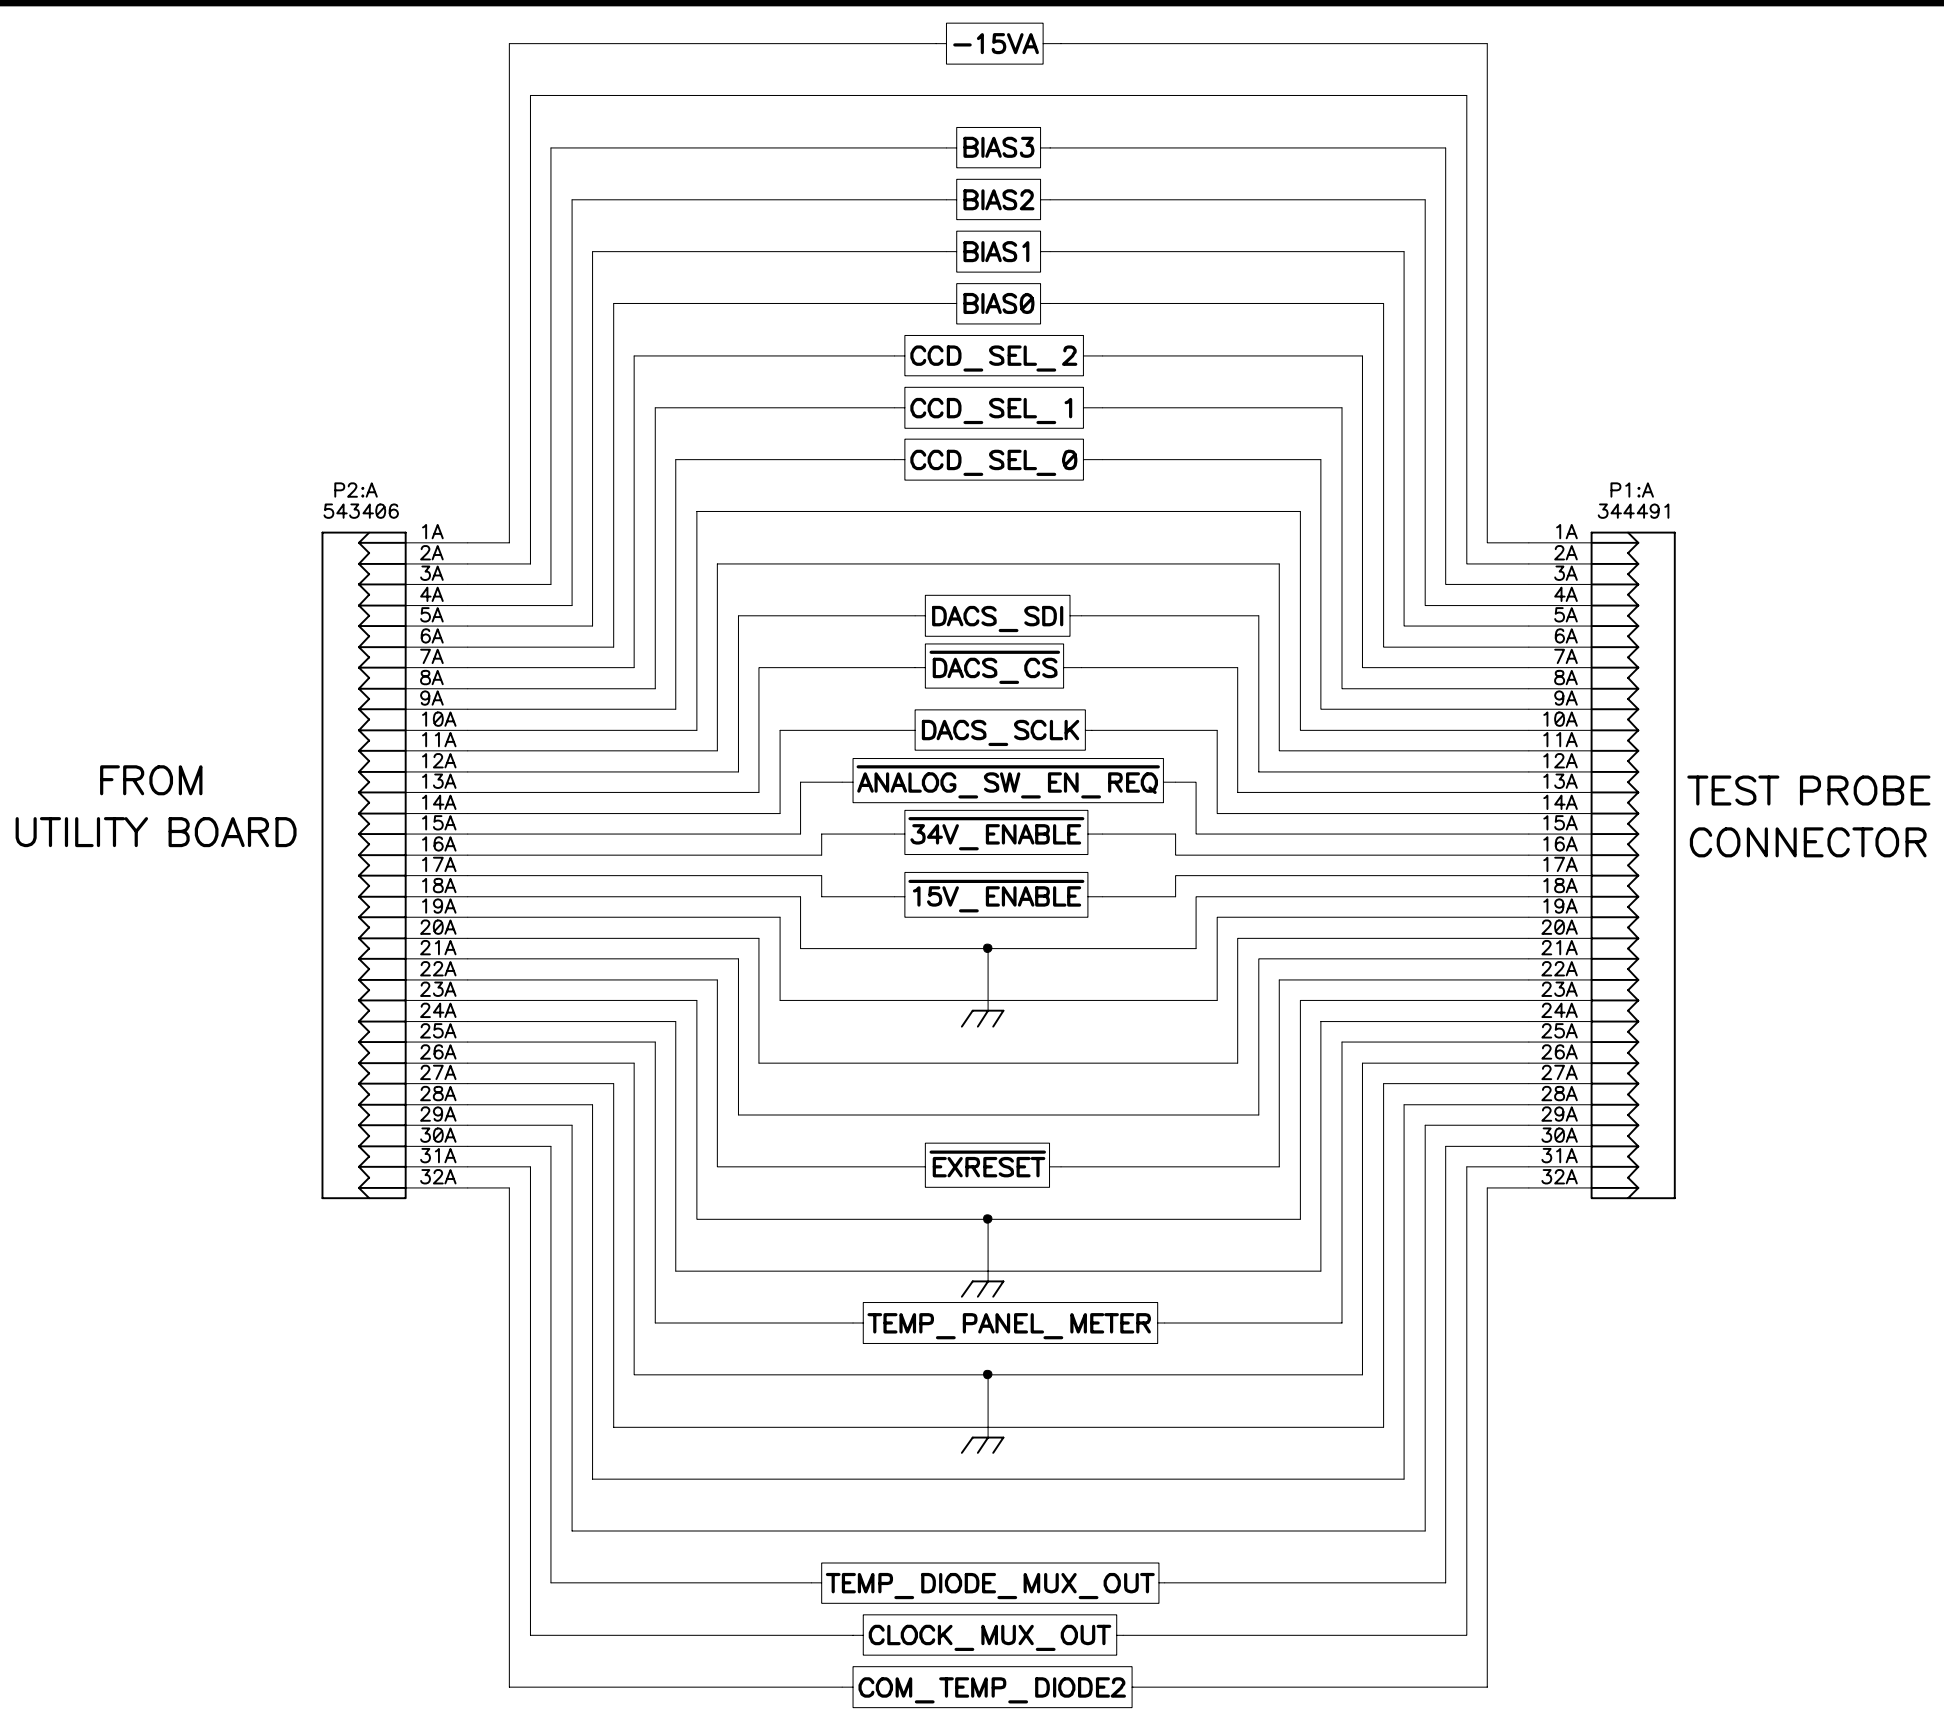 -15VA
BIAS3
BIAS2
BIAS1
BIAS0
CCD_SEL_2
CCD_SEL_1
CCD_SEL_0
P2:A
543406
1A
2A
3A
4A
5A
6A
7A
8A
9A
10A
11A
12A
13A
14A
15A
16A
17A
18A
19A
20A
21A
22A
23A
24A
25A
26A
27A
28A
29A
30A
31A
32A
FROM
UTILITY BOARD
DACS_SDI
DACS_CS
DACS_SCLK
ANALOG_SW_EN_REQ
34V_ENABLE
15V_ENABLE
EXRESET
TEMP_PANEL_METER
TEMP_DIODE_MUX_OUT
CLOCK_MUX_OUT
COM_TEMP_DIODE2
P1:A
344491
1A
2A
3A
4A
5A
6A
7A
8A
9A
10A
11A
12A
13A
14A
15A
16A
17A
18A
19A
20A
21A
22A
23A
24A
25A
26A
27A
28A
29A
30A
31A
32A
TEST PROBE
CONNECTOR